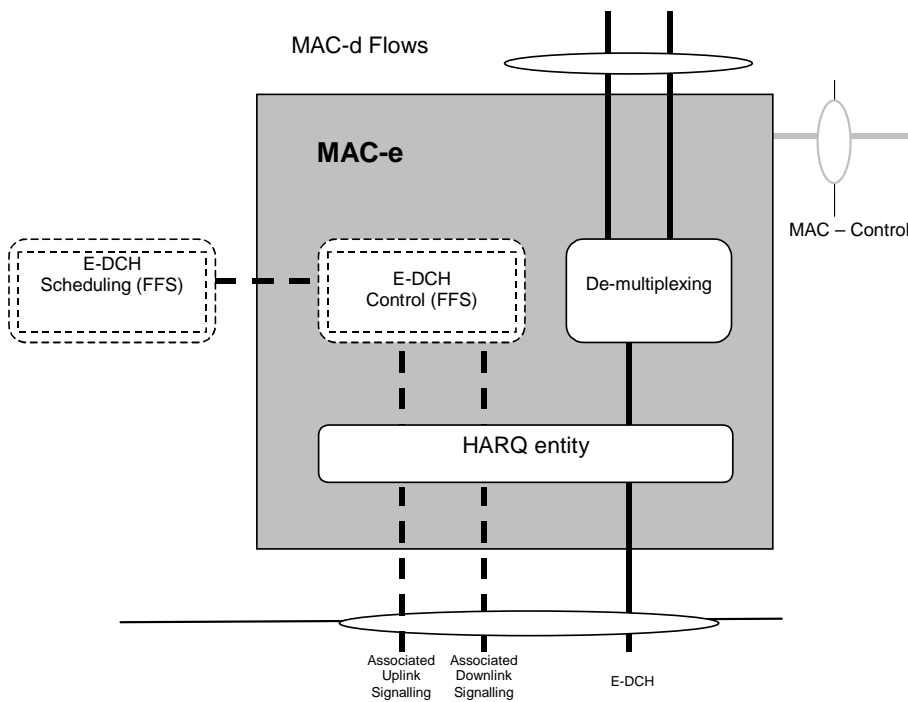 MAC-d Flows
MAC-e
MAC – Control
E-DCH
Scheduling (FFS)
E-DCH
Control (FFS)
De-multiplexing
HARQ entity
Associated
Uplink
Signalling
Associated
Downlink
Signalling
E-DCH